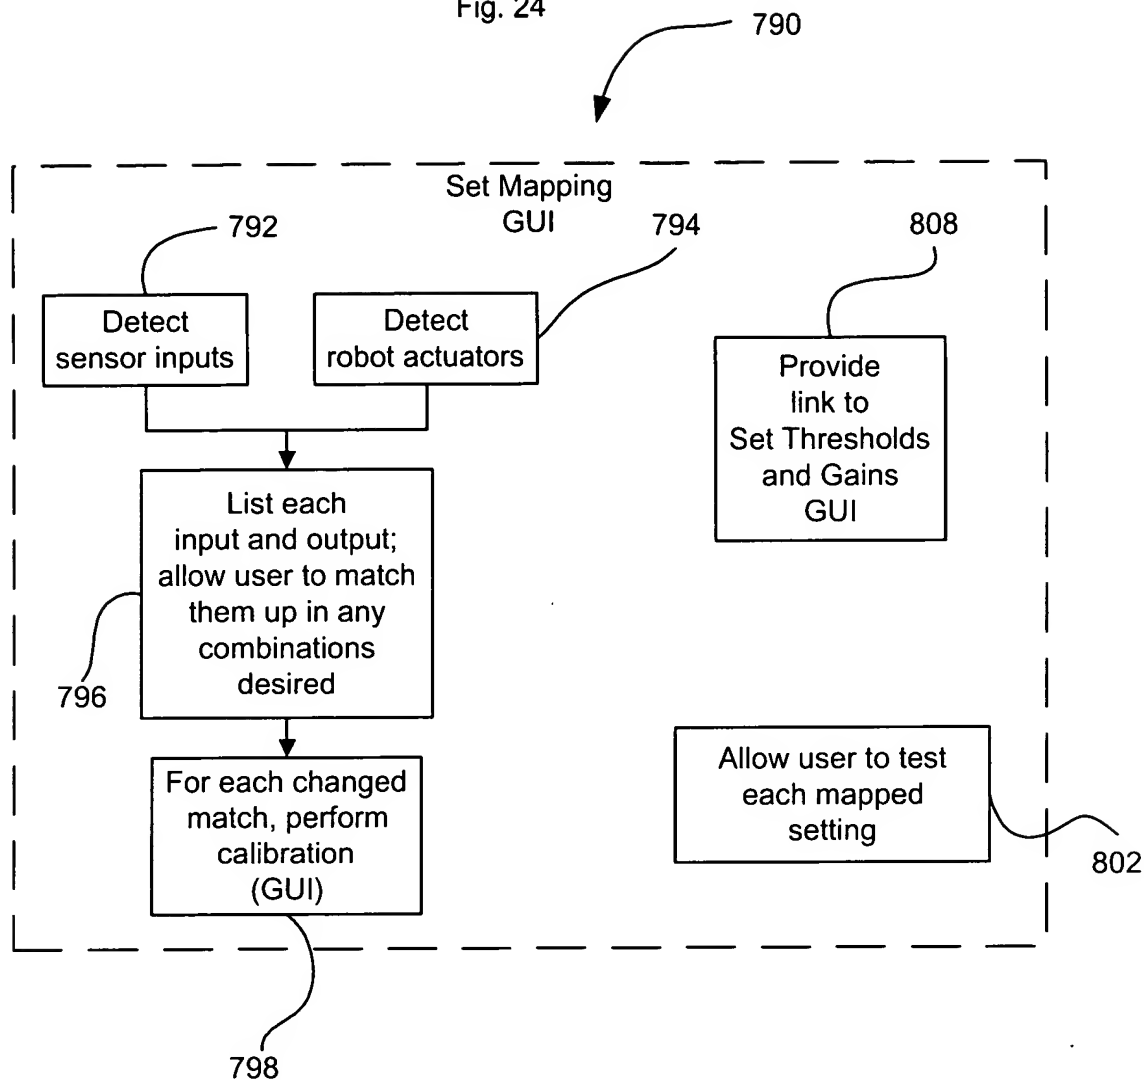 Fig. 24
790
Set Mapping
GUI
792
794
808
Detect
sensor inputs
Detect
robot actuators
Provide
link to
Set Thresholds
and Gains
GUI
List each
input and output;
allow user to match
them up in any
combinations
desired
796
For each changed
match, perform
calibration
(GUI)
Allow user to test
each mapped
setting
802
798